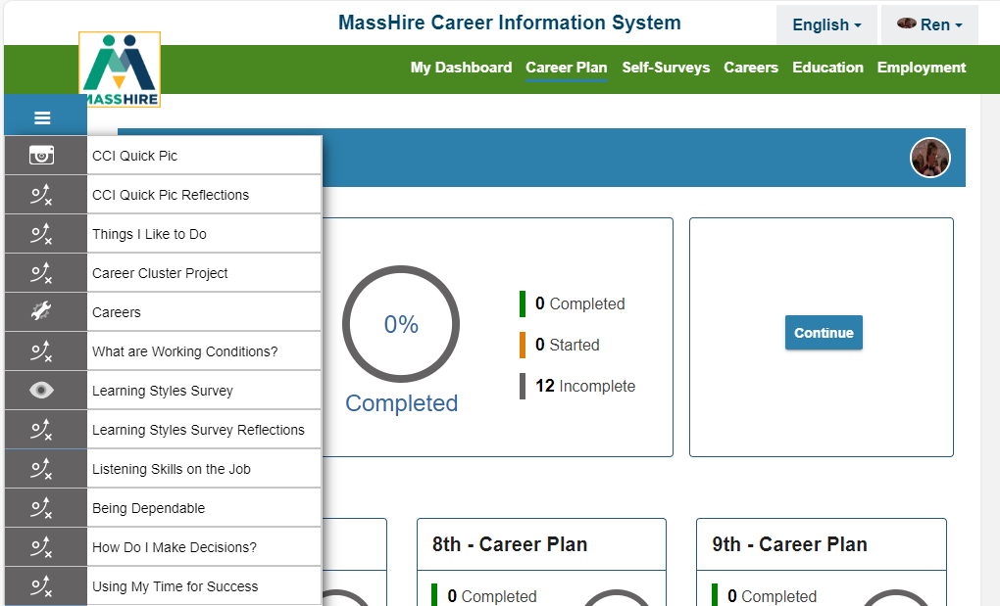 MassHire Career Information System
English
Ren
MASSHIRE
My Dashboard
Career Plan
Self-Surveys
Careers
Education
Employment
CCI Quick Pic
CCI Quick Pic Reflections
Things I Like to Do
Career Cluster Project
Careers
What are Working Conditions?
Learning Styles Survey
Learning Styles Survey Reflections
Listening Skills on the Job
Being Dependable
How Do I Make Decisions?
Using My Time for Success
0%
Completed
0 Completed
0 Started
12 Incomplete
Continue
8th - Career Plan
0 Completed
9th - Career Plan
0 Completed